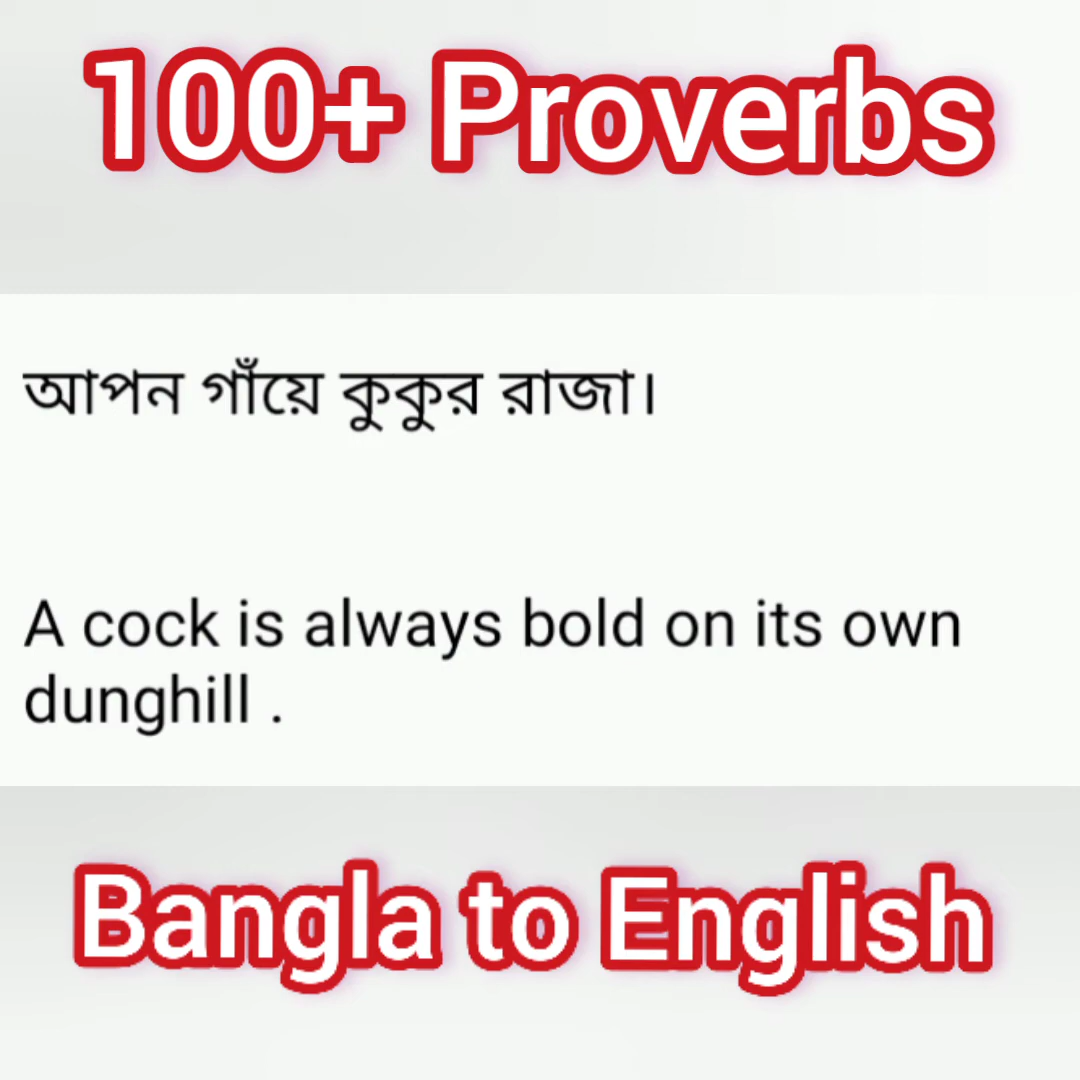 100+ Proverbs
আপন গাঁয়ে কুকুর রাজা।
A cock is always bold on its own
dunghill .
Bangla to English